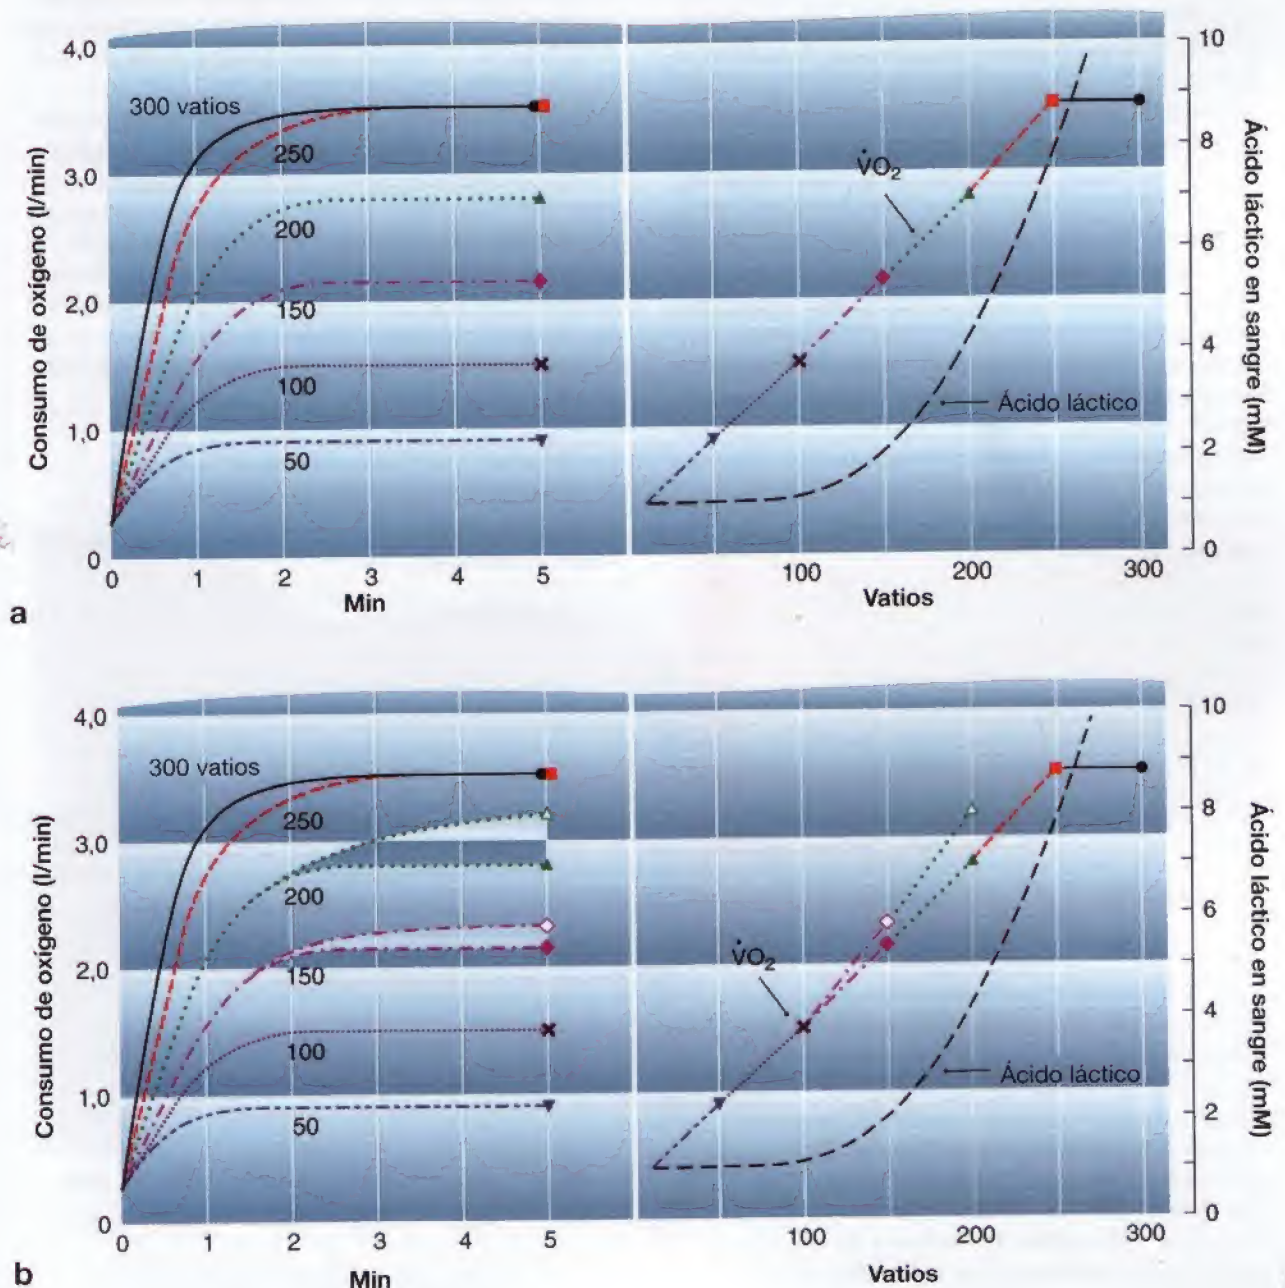 4,0
3,0
2,0
1,0
0
Consumo de oxígeno (l/min)
300 vatios
250
200
150
100
50
0 1 2 3 4 5
Min
V̇O₂
Ácido láctico
100 200 300
Vatios
10
8
6
4
2
0
Ácido láctico en sangre (mM)
a
4,0
3,0
2,0
1,0
0
Consumo de oxígeno (l/min)
300 vatios
250
200
150
100
50
0 1 2 3 4 5
Min
V̇O₂
Ácido láctico
100 200 300
Vatios
10
8
6
4
2
0
Ácido láctico en sangre (mM)
b